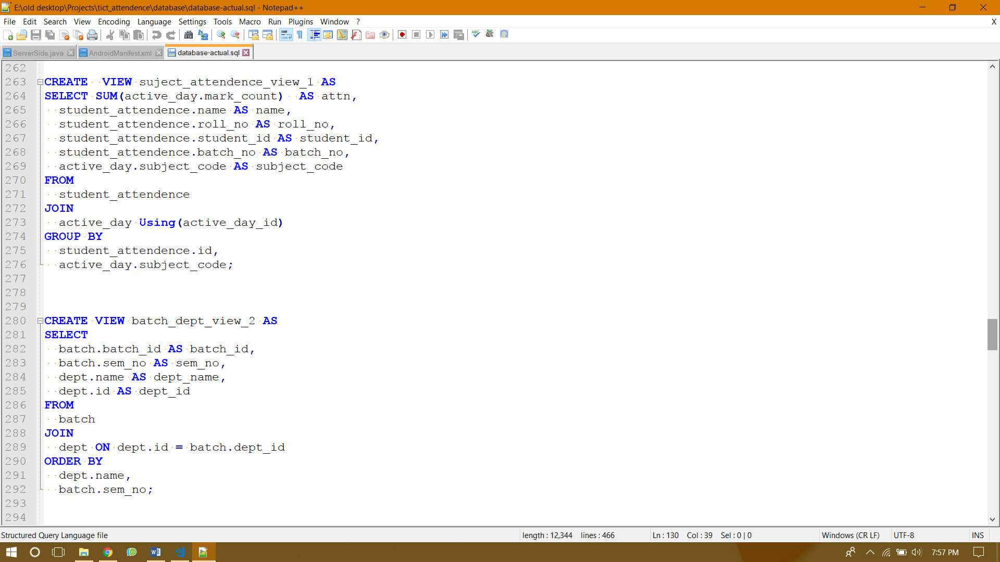 E:\old desktop\Projects\tict_attendence\database\database-actual.sql - Notepad++
File Edit Search View Encoding Language Settings Tools Macro Run Plugins Window ? X
ServerSide.java AndroidManifest.xml database-actual.sql
262
263 CREATE  VIEW suject_attendence_view_1 AS
264 SELECT SUM(active_day.mark_count)  AS attn,
265   student_attendence.name AS name,
266   student_attendence.roll_no AS roll_no,
267   student_attendence.student_id AS student_id,
268   student_attendence.batch_no AS batch_no,
269   active_day.subject_code AS subject_code
270 FROM
271   student_attendence
272 JOIN
273   active_day Using(active_day_id)
274 GROUP BY
275   student_attendence.id,
276   active_day.subject_code;
277
278
279
280 CREATE VIEW batch_dept_view_2 AS
281 SELECT
282   batch.batch_id AS batch_id,
283   batch.sem_no AS sem_no,
284   dept.name AS dept_name,
285   dept.id AS dept_id
286 FROM
287   batch
288 JOIN
289   dept ON dept.id = batch.dept_id
290 ORDER BY
291   dept.name,
292   batch.sem_no;
293
294
Structured Query Language file length : 12,344 lines : 466 Ln : 130 Col : 39 Sel : 0 | 0 Windows (CR LF) UTF-8 INS
7:57 PM